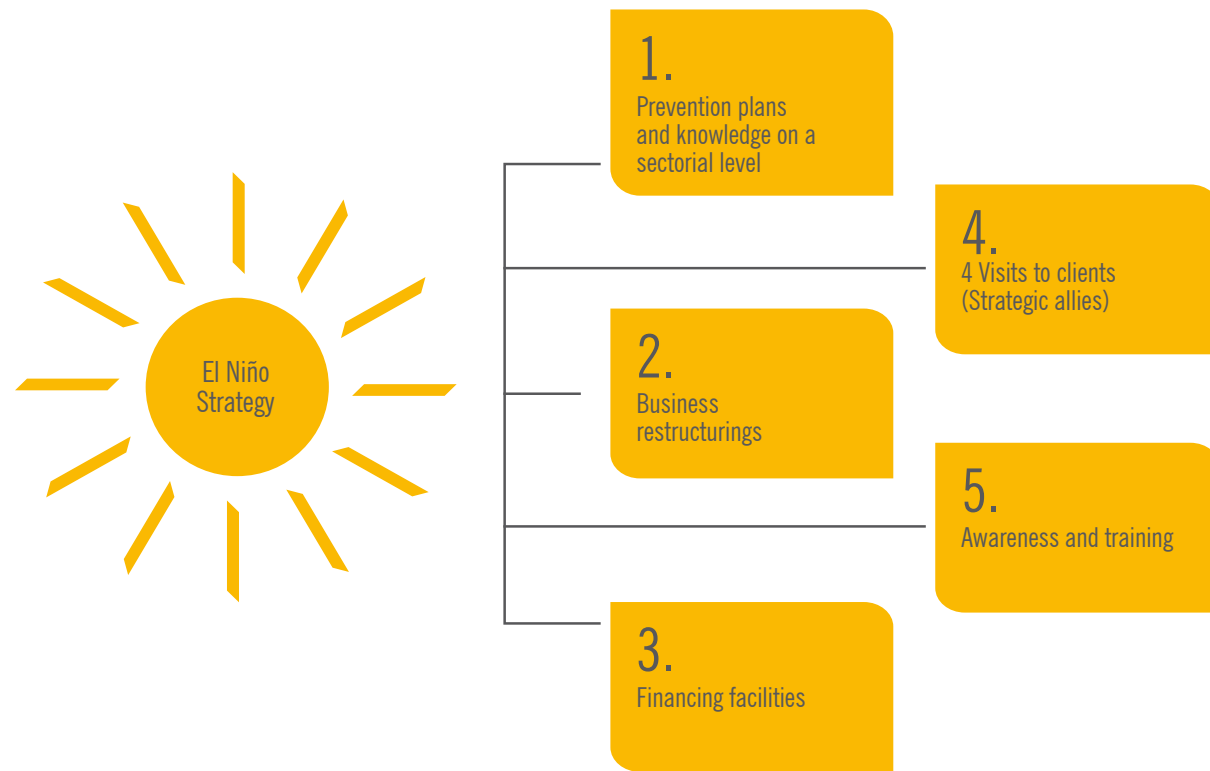 El Niño
Strategy
1.
Prevention plans
and knowledge on a
sectorial level
4.
4 Visits to clients
(Strategic allies)
2.
Business
restructurings
5.
Awareness and training
3.
Financing facilities